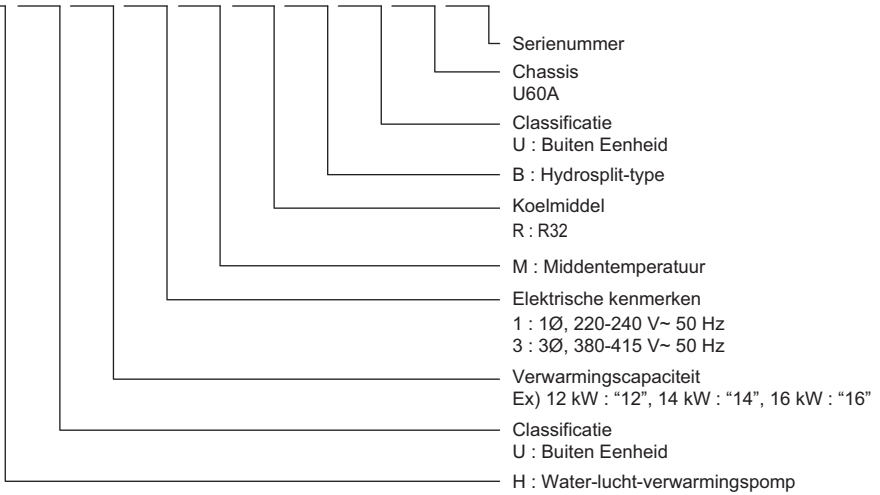 Serienummer
Chassis
U60A
Classificatie
U : Buiten Eenheid
B : Hydrosplit-type
Koelmiddel
R : R32
M : Middentemperatuur
Elektrische kenmerken
1 : 1Ø, 220-240 V~ 50 Hz
3 : 3Ø, 380-415 V~ 50 Hz
Verwarmingscapaciteit
Ex) 12 kW : “12”, 14 kW : “14”, 16 kW : “16”
Classificatie
U : Buiten Eenheid
H : Water-lucht-verwarmingspomp